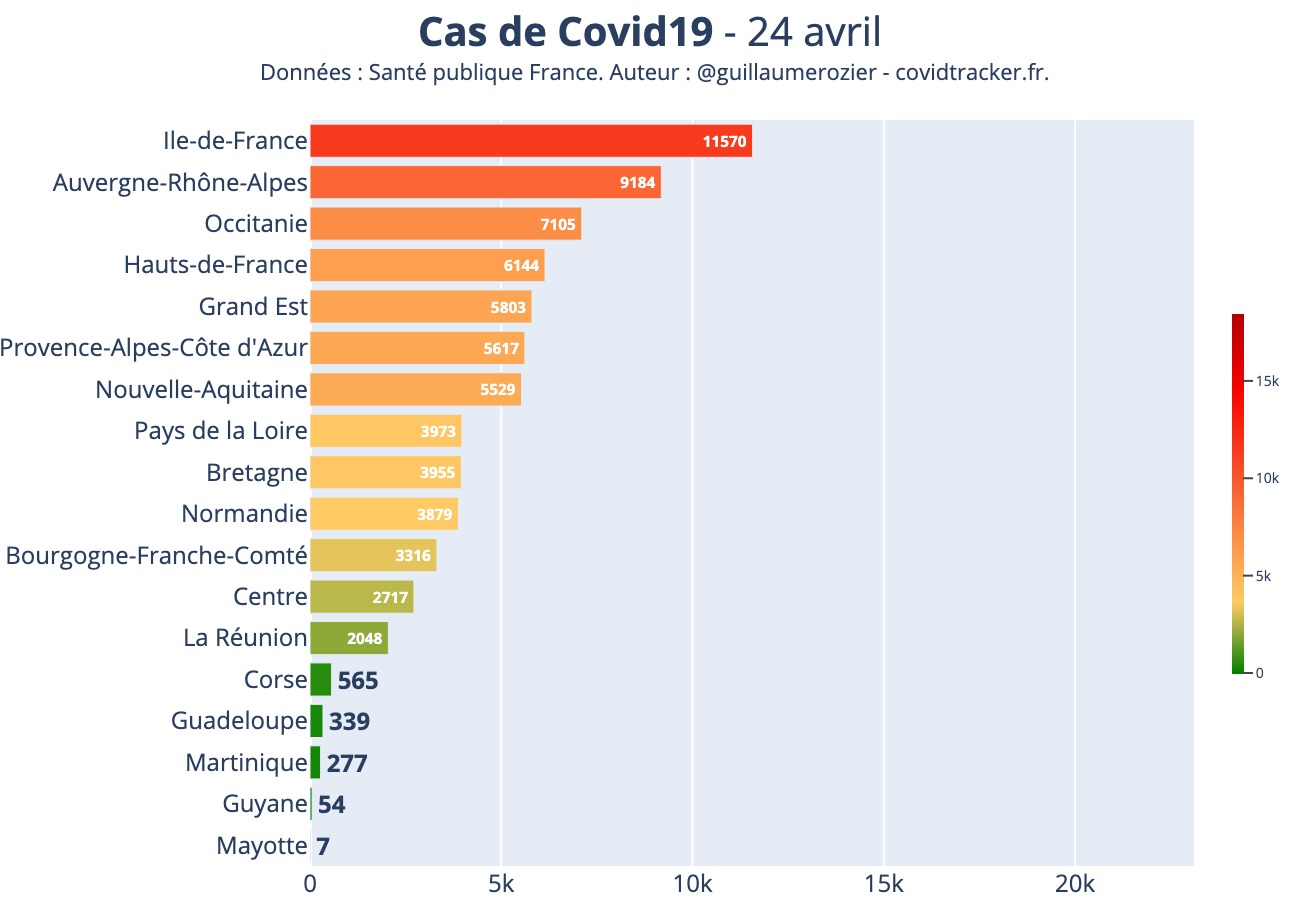 Cas de Covid19 - 24 avril
Données : Santé publique France. Auteur : @guillaumerozier - covidtracker.fr.
Ile-de-France 11570
Auvergne-Rhône-Alpes 9184
Occitanie 7105
Hauts-de-France 6144
Grand Est 5803
Provence-Alpes-Côte d'Azur 5617
Nouvelle-Aquitaine 5529
Pays de la Loire 3973
Bretagne 3955
Normandie 3879
Bourgogne-Franche-Comté 3316
Centre 2717
La Réunion 2048
Corse 565
Guadeloupe 339
Martinique 277
Guyane 54
Mayotte 7
0 5k 10k 15k 20k
15k
10k
5k
0